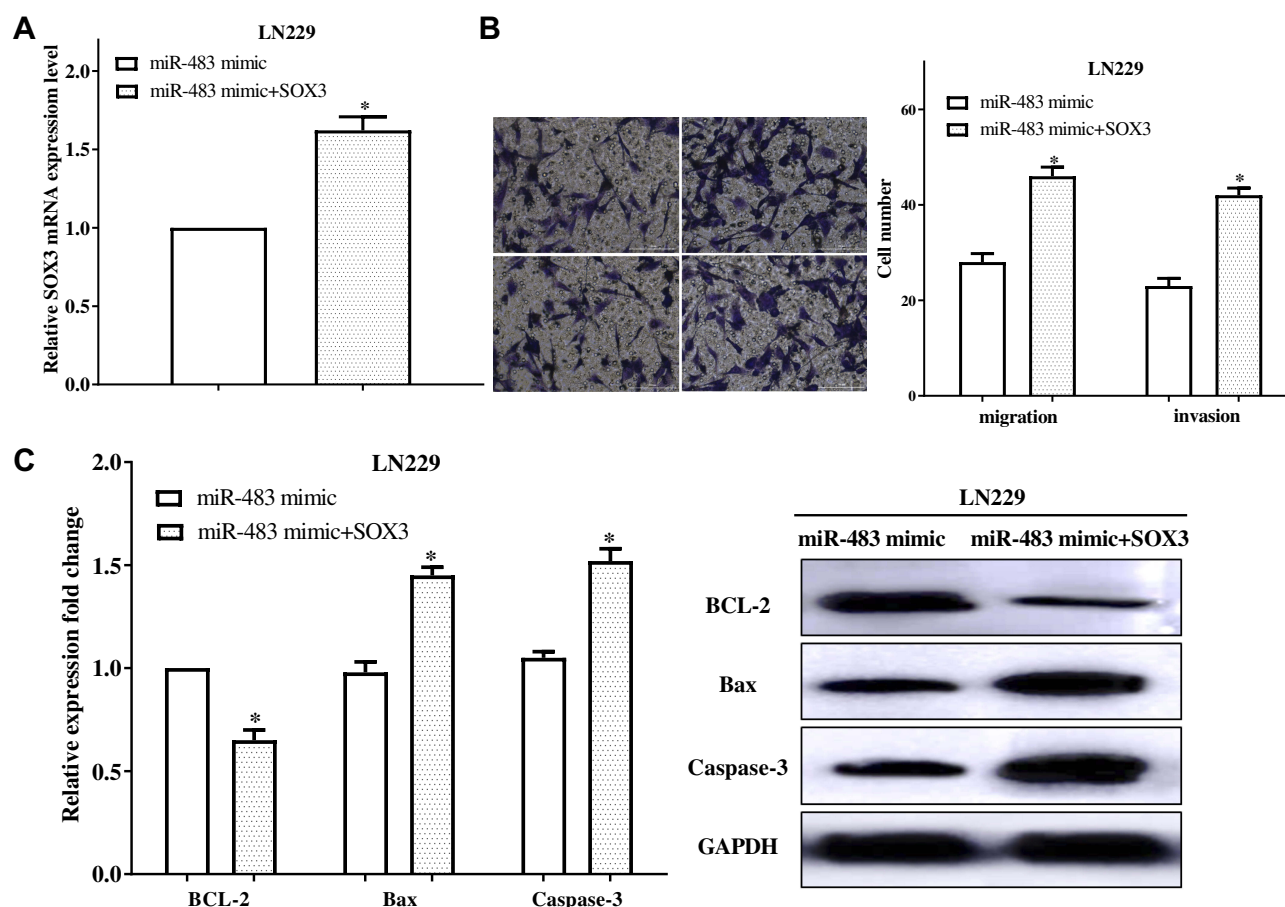 A
LN229
miR-483 mimic
miR-483 mimic+SOX3
Relative SOX3 mRNA expression level
2.0
1.5
1.0
0.5
0.0
*
B
LN229
miR-483 mimic
miR-483 mimic+SOX3
Cell number
60
40
20
0
*
*
migration
invasion
C
LN229
miR-483 mimic
miR-483 mimic+SOX3
Relative expression fold change
2.0
1.5
1.0
0.5
0.0
*
*
*
BCL-2
Bax
Caspase-3
LN229
miR-483 mimic miR-483 mimic+SOX3
BCL-2
Bax
Caspase-3
GAPDH